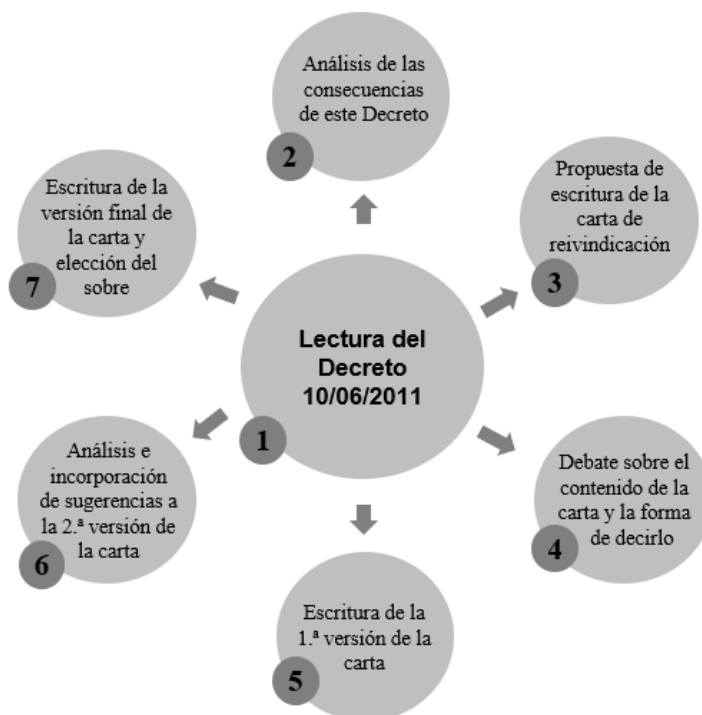 Lectura del
Decreto
10/06/2011
1
Análisis de las
consecuencias
de este Decreto
2
Propuesta de
escritura de la
carta de
reivindicación
3
Debate sobre el
contenido de la
carta y la forma
de decirlo
4
Escritura de la
1.ª versión de la
carta
5
Análisis e
incorporación
de sugerencias a
la 2.ª versión de
la carta
6
Escritura de la
versión final de
la carta y
elección del
sobre
7